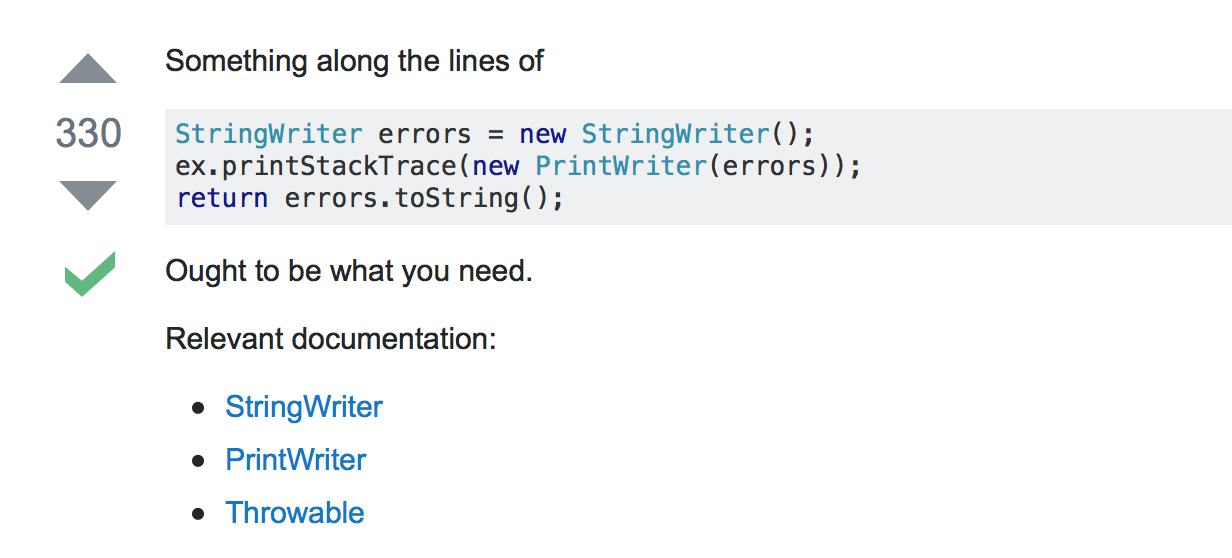 Something along the lines of
330
StringWriter errors = new StringWriter();
ex.printStackTrace(new PrintWriter(errors));
return errors.toString();
Ought to be what you need.
Relevant documentation:
StringWriter
PrintWriter
Throwable